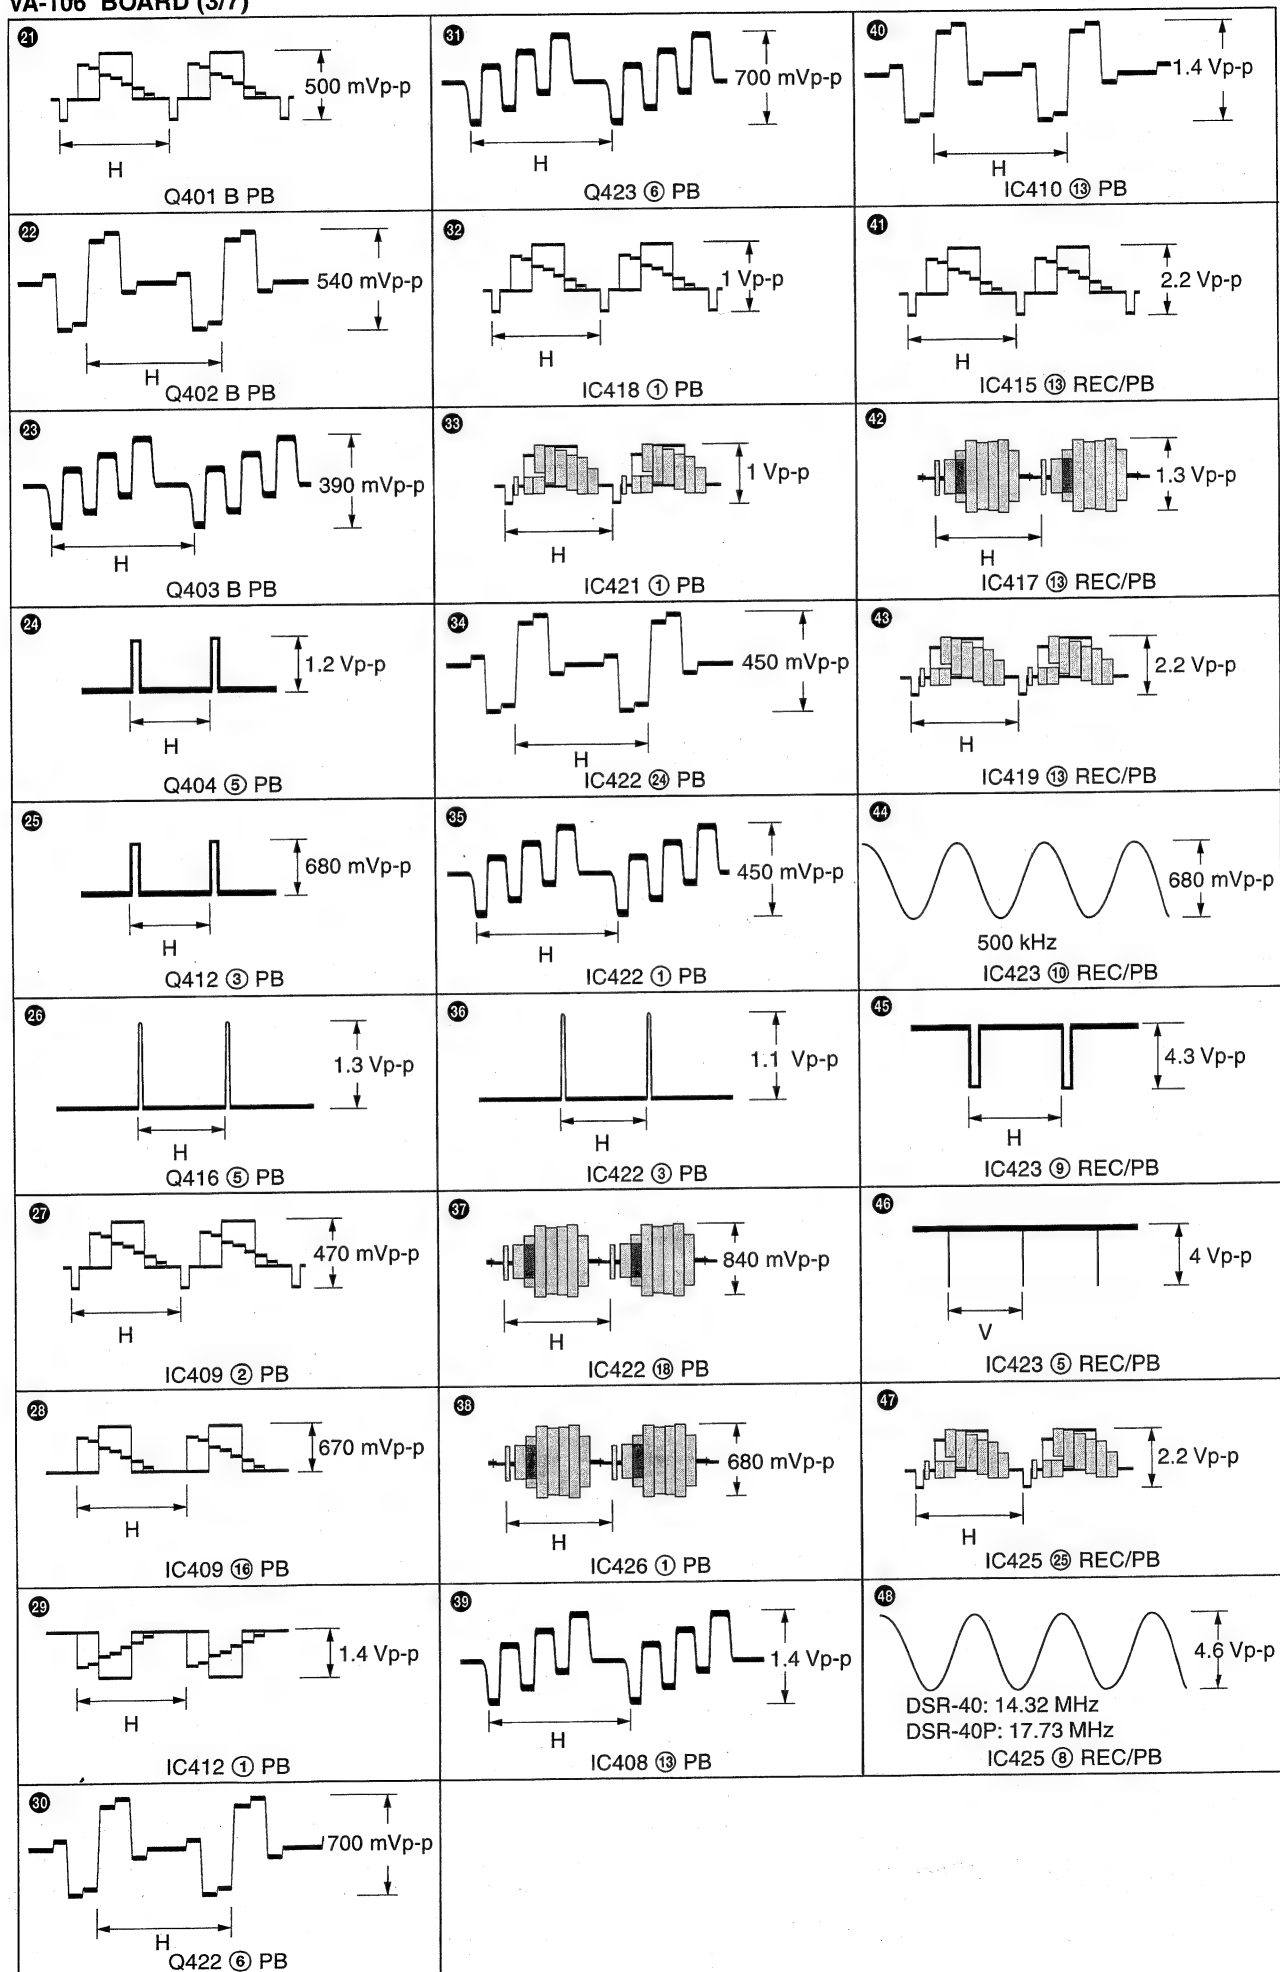 VA-106 BOARD (3/7)
21
500 mVp-p
H
Q401 B PB
22
540 mVp-p
H
Q402 B PB
23
390 mVp-p
H
Q403 B PB
24
1.2 Vp-p
H
Q404 ⑤ PB
25
680 mVp-p
H
Q412 ③ PB
26
1.3 Vp-p
H
Q416 ⑤ PB
27
470 mVp-p
H
IC409 ② PB
28
670 mVp-p
H
IC409 ⑯ PB
29
1.4 Vp-p
H
IC412 ① PB
30
700 mVp-p
H
Q422 ⑥ PB
31
700 mVp-p
H
Q423 ⑥ PB
32
1 Vp-p
H
IC418 ① PB
33
1 Vp-p
H
IC421 ① PB
34
450 mVp-p
H
IC422 ㉔ PB
35
450 mVp-p
H
IC422 ① PB
36
1.1 Vp-p
H
IC422 ③ PB
37
840 mVp-p
H
IC422 ⑱ PB
38
680 mVp-p
H
IC426 ① PB
39
1.4 Vp-p
H
IC408 ⑬ PB
40
1.4 Vp-p
H
IC410 ⑬ PB
41
2.2 Vp-p
H
IC415 ⑬ REC/PB
42
1.3 Vp-p
H
IC417 ⑬ REC/PB
43
2.2 Vp-p
H
IC419 ⑬ REC/PB
44
680 mVp-p
500 kHz
IC423 ⑩ REC/PB
45
4.3 Vp-p
H
IC423 ⑨ REC/PB
46
4 Vp-p
V
IC423 ⑤ REC/PB
47
2.2 Vp-p
H
IC425 ㉕ REC/PB
48
4.6 Vp-p
DSR-40: 14.32 MHz
DSR-40P: 17.73 MHz
IC425 ⑧ REC/PB